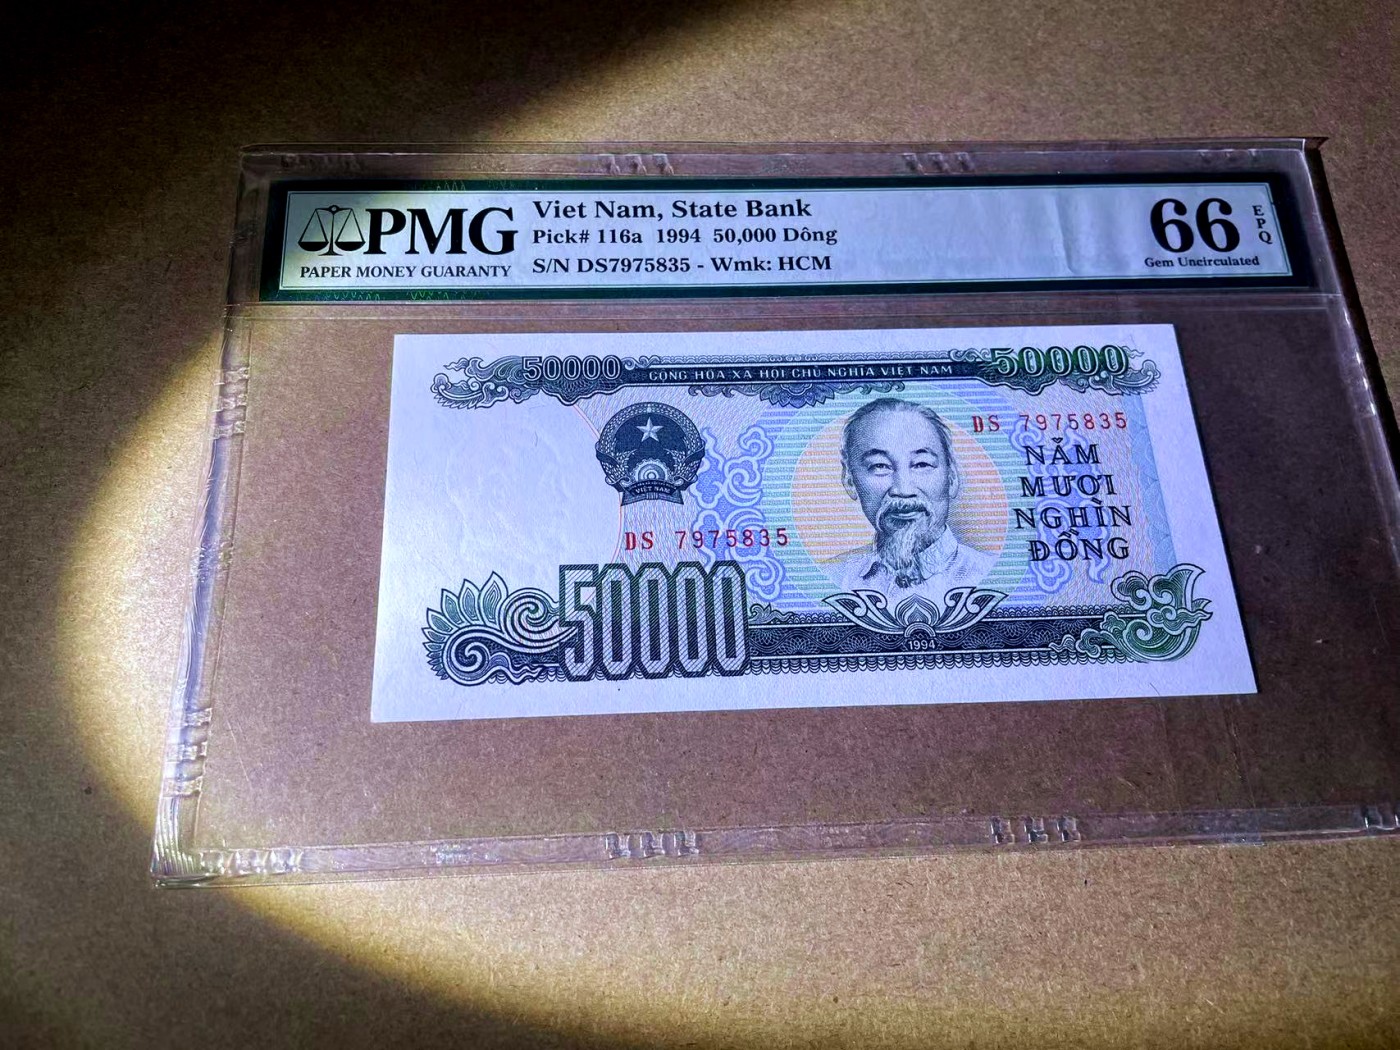 PMG
PAPER MONEY GUARANTY
Viet Nam, State Bank
Pick# 116a 1994 50,000 Dông
S/N DS7975835 - Wmk: HCM
66
EPQ
Gem Uncirculated
50000
CỘNG HÒA XÃ HỘI CHỦ NGHĨA VIỆT NAM
50000
DS 7975835
NĂM
MƯƠI
NGHÌN
ĐỒNG
VIỆT NAM
DS 7975835
50000
1994